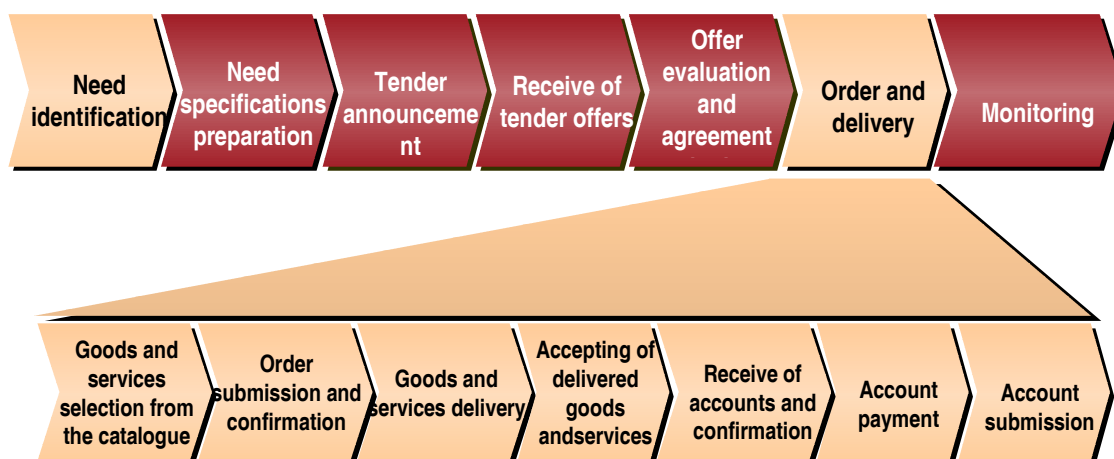 Need
identification
Need
specifications
preparation
Tender
announceme
nt
Receive of
tender offers
Offer
evaluation
and
agreement
Order and
delivery
Monitoring
Goods and
services
selection from
the catalogue
Order
submission and
confirmation
Goods and
services delivery
Accepting of
delivered
goods
andservices
Receive of
accounts and
confirmation
Account
payment
Account
submission